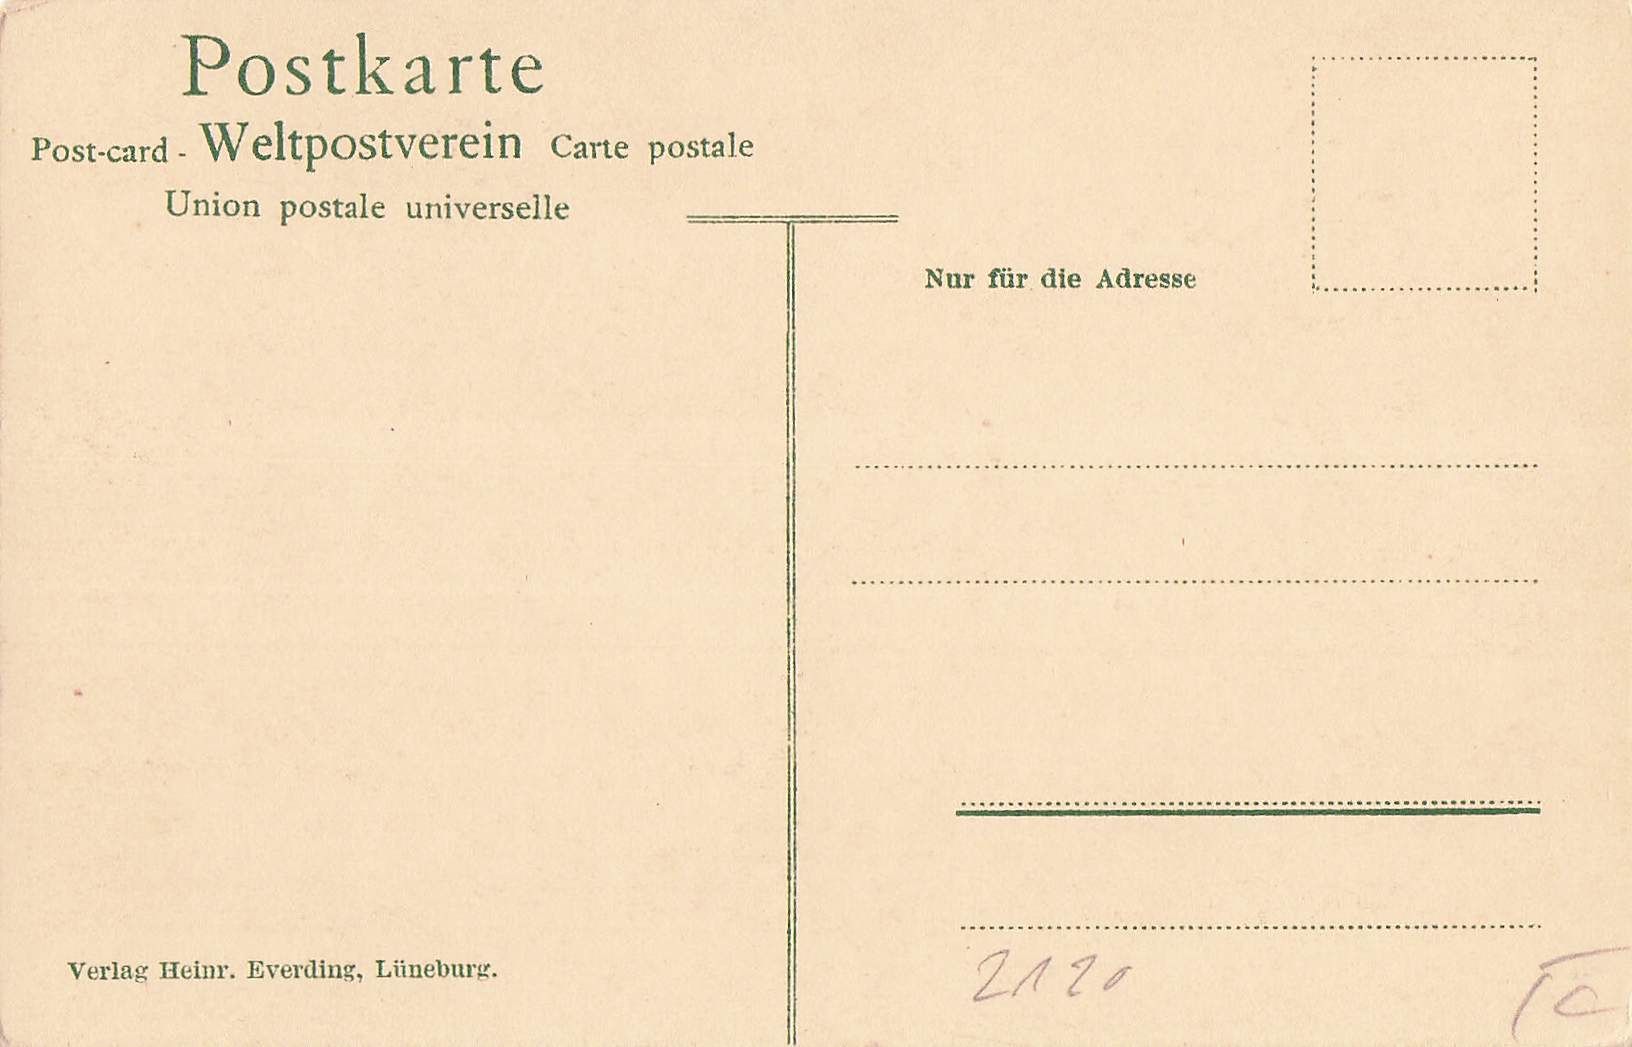 Postkarte
Post-card - Weltpostverein Carte postale
Union postale universelle
Nur für die Adresse
Verlag Heinr. Everding, Lüneburg.
2120